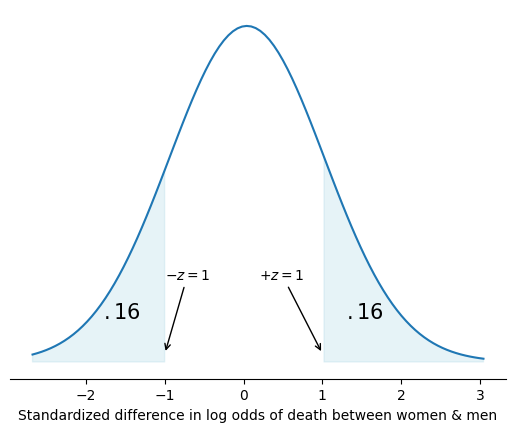 −z = 1
+z = 1
.16
.16
−2
−1
0
1
2
3
Standardized difference in log odds of death between women & men